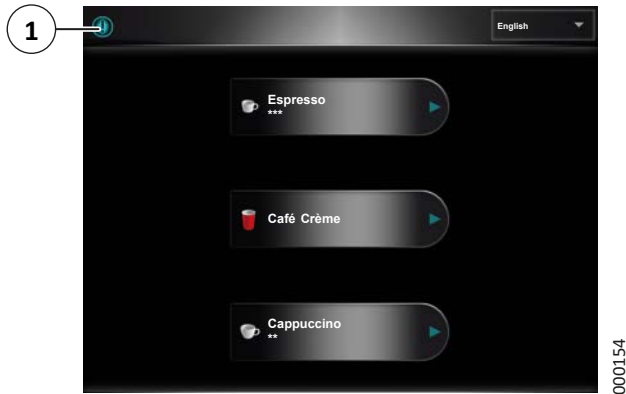 1
English
Espresso
***
Café Crème
Cappuccino
**
000154